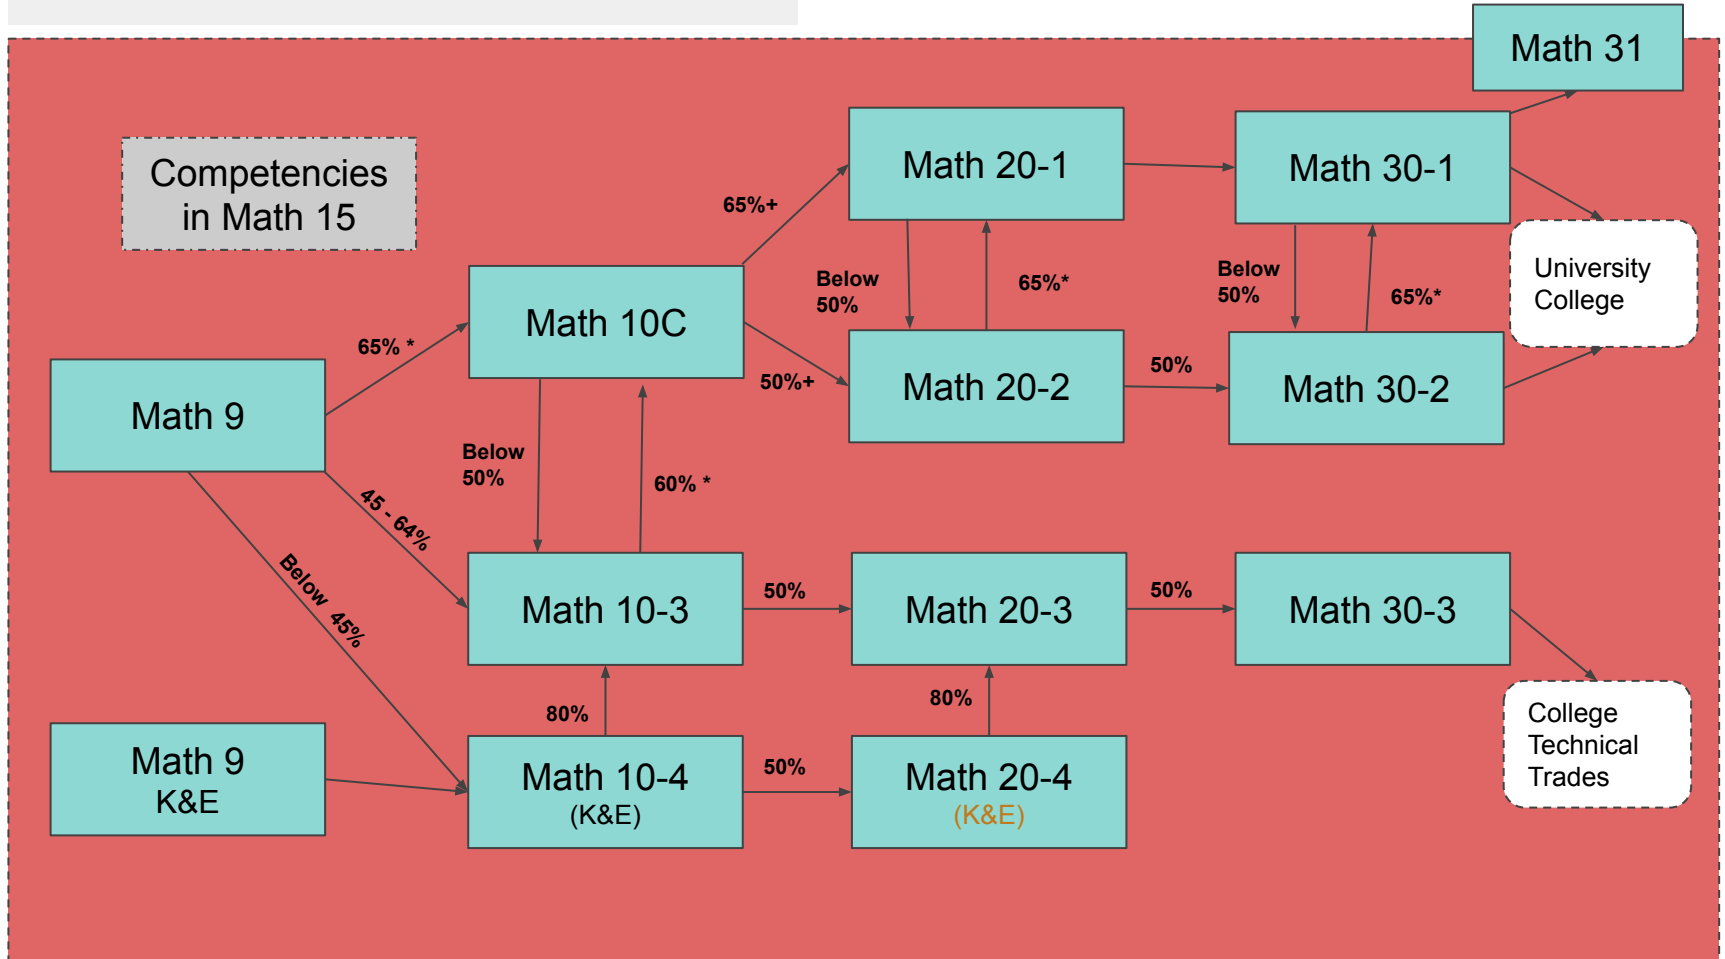 Math 31
Competencies
in Math 15
Math 20-1
Math 30-1
65%+
Below
50%
65%*
Below
50%
65%*
University
College
Math 10C
65% *
50%+
Math 20-2
50%
Math 30-2
Math 9
Below
50%
60% *
45 - 64%
Below 45%
Math 10-3
50%
Math 20-3
50%
Math 30-3
80%
80%
College
Technical
Trades
Math 9
K&E
Math 10-4
(K&E)
50%
Math 20-4
(K&E)